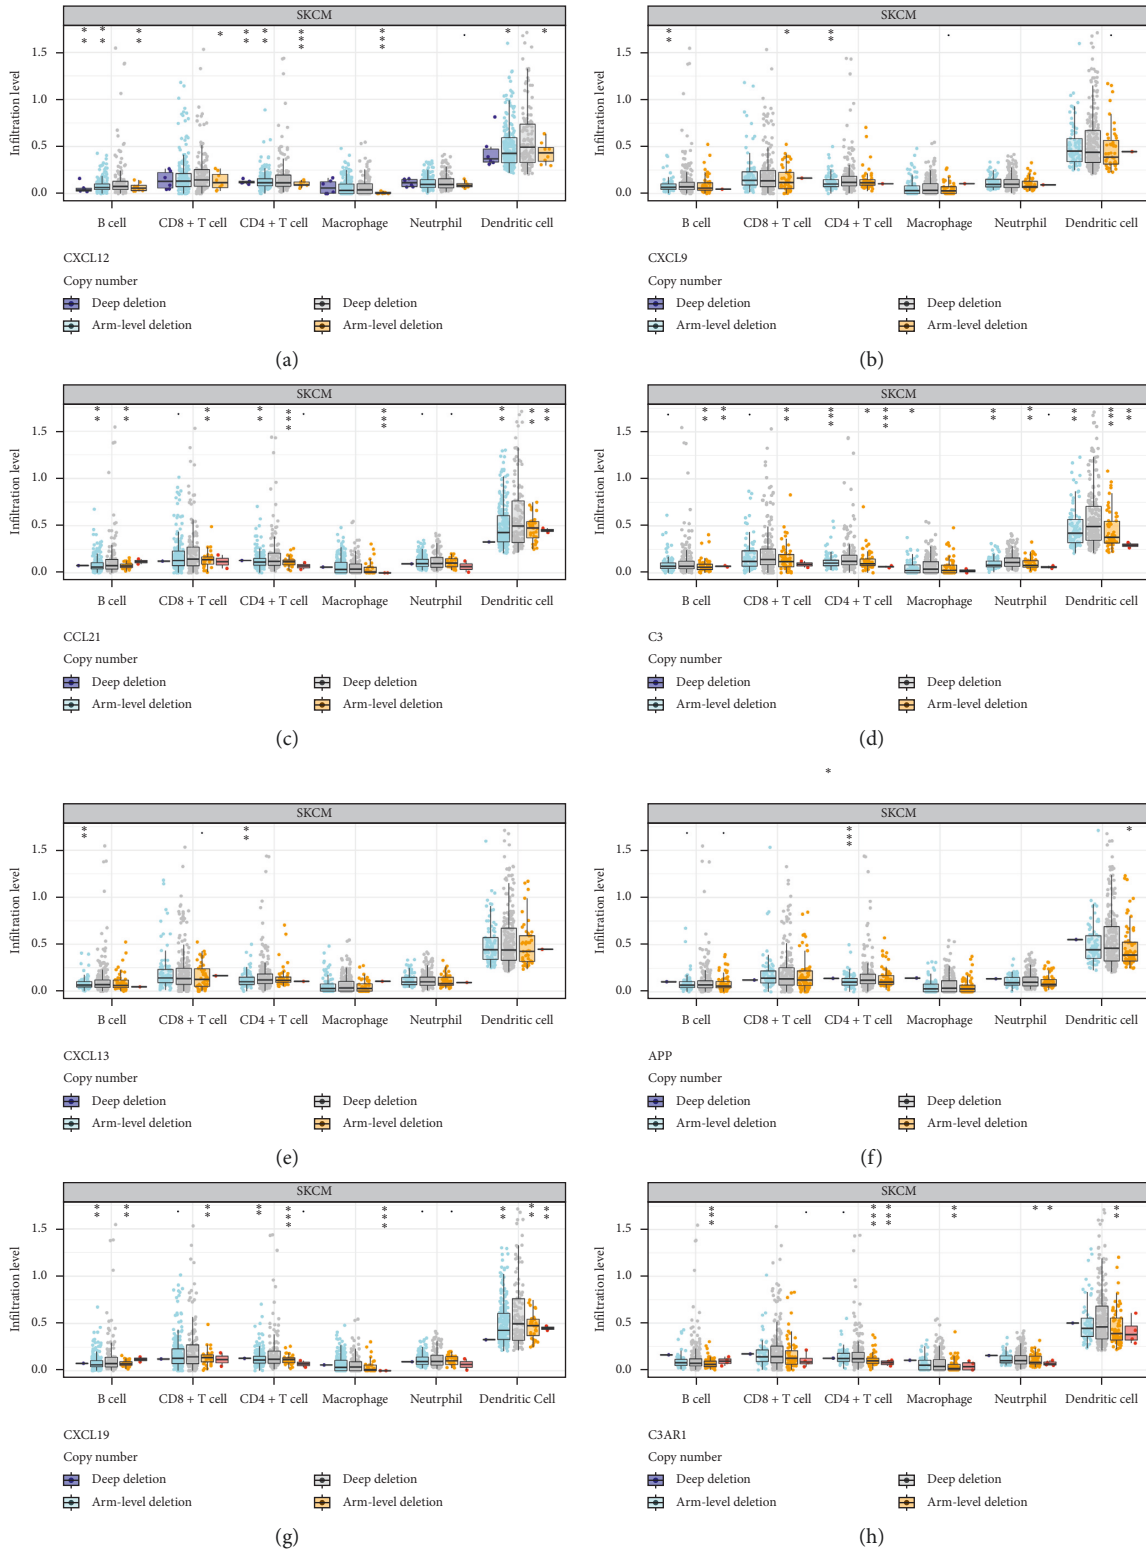 SKCM
** ** ** * ** ** *** *** . * *
Infiltration level
1.5
1.0
0.5
0.0
B cell CD8 + T cell CD4 + T cell Macrophage Neutrphil Dendritic cell
CXCL12
Copy number
Deep deletion Deep deletion
Arm-level deletion Arm-level deletion
(a)
SKCM
** * ** . .
Infiltration level
1.5
1.0
0.5
0.0
B cell CD8 + T cell CD4 + T cell Macrophage Neutrphil Dendritic cell
CXCL9
Copy number
Deep deletion Deep deletion
Arm-level deletion Arm-level deletion
(b)
SKCM
** ** . ** ** *** . *** . . ** ** **
Infiltration level
1.5
1.0
0.5
0.0
B cell CD8 + T cell CD4 + T cell Macrophage Neutrphil Dendritic cell
CCL21
Copy number
Deep deletion Deep deletion
Arm-level deletion Arm-level deletion
(c)
SKCM
. ** ** . ** *** * *** * ** ** . ** *** **
Infiltration level
1.5
1.0
0.5
0.0
B cell CD8 + T cell CD4 + T cell Macrophage Neutrphil Dendritic cell
C3
Copy number
Deep deletion Deep deletion
Arm-level deletion Arm-level deletion
(d)
SKCM
** . **
Infiltration level
1.5
1.0
0.5
0.0
B cell CD8 + T cell CD4 + T cell Macrophage Neutrphil Dendritic cell
CXCL13
Copy number
Deep deletion Deep deletion
Arm-level deletion Arm-level deletion
(e)
*
SKCM
. . *** *
Infiltration level
1.5
1.0
0.5
0.0
B cell CD8 + T cell CD4 + T cell Macrophage Neutrphil Dendritic cell
APP
Copy number
Deep deletion Deep deletion
Arm-level deletion Arm-level deletion
(f)
SKCM
** ** . ** ** *** . *** . . ** ** **
Infiltration level
1.5
1.0
0.5
0.0
B cell CD8 + T cell CD4 + T cell Macrophage Neutrphil Dendritic Cell
CXCL19
Copy number
Deep deletion Deep deletion
Arm-level deletion Arm-level deletion
(g)
SKCM
*** . . *** *** ** * * **
Infiltration level
1.5
1.0
0.5
0.0
B cell CD8 + T cell CD4 + T cell Macrophage Neutrphil Dendritic cell
C3AR1
Copy number
Deep deletion Deep deletion
Arm-level deletion Arm-level deletion
(h)